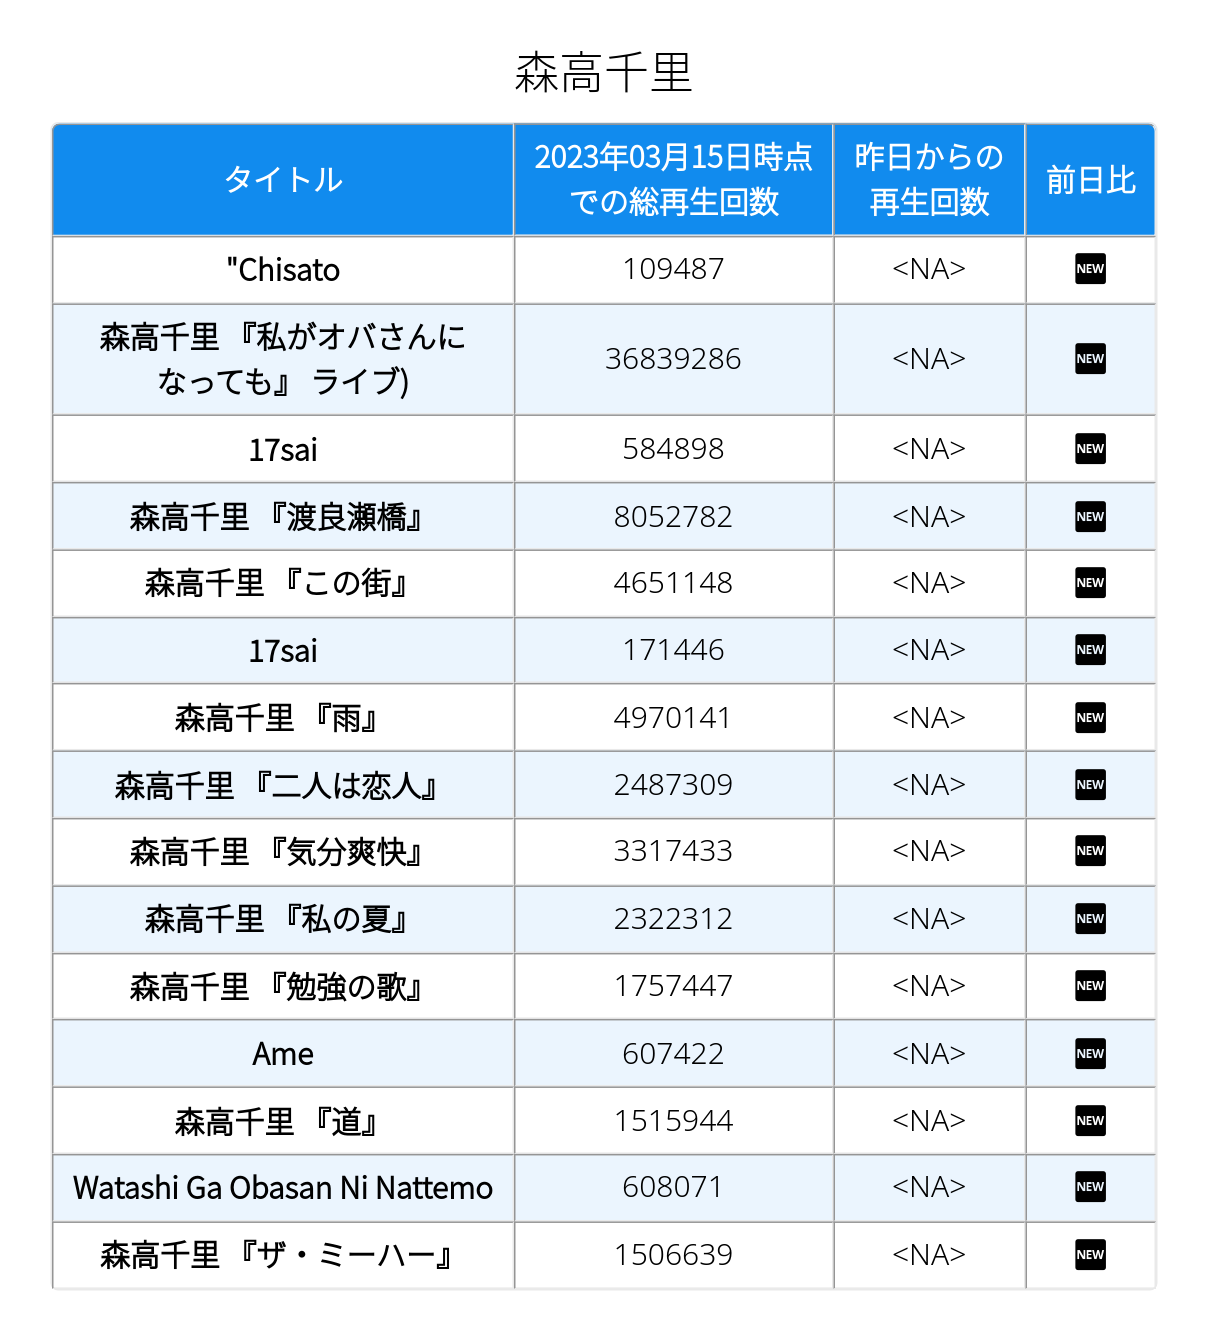 森高千里
タイトル
2023年03月15日時点
での総再生回数
昨日からの
再生回数
前日比
"Chisato 109487 <NA> NEW
森高千里 『私がオバさんに
なっても』 ライブ) 36839286 <NA> NEW
17sai 584898 <NA> NEW
森高千里 『渡良瀬橋』 8052782 <NA> NEW
森高千里 『この街』 4651148 <NA> NEW
17sai 171446 <NA> NEW
森高千里 『雨』 4970141 <NA> NEW
森高千里 『二人は恋人』 2487309 <NA> NEW
森高千里 『気分爽快』 3317433 <NA> NEW
森高千里 『私の夏』 2322312 <NA> NEW
森高千里 『勉強の歌』 1757447 <NA> NEW
Ame 607422 <NA> NEW
森高千里 『道』 1515944 <NA> NEW
Watashi Ga Obasan Ni Nattemo 608071 <NA> NEW
森高千里 『ザ・ミーハー』 1506639 <NA> NEW